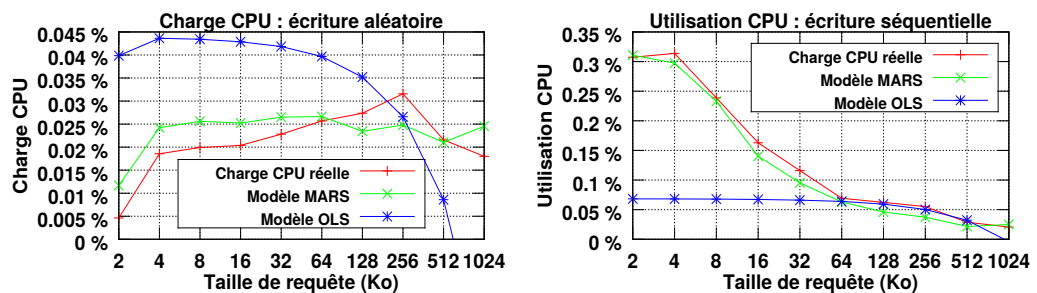 Charge CPU : écriture aléatoire
0.045 %
0.04 %
0.035 %
0.03 %
0.025 %
0.02 %
0.015 %
0.01 %
0.005 %
0 %
Charge CPU
Charge CPU réelle
Modèle MARS
Modèle OLS
2 4 8 16 32 64 128 256 512 1024
Taille de requête (Ko)
Utilisation CPU : écriture séquentielle
0.35 %
0.3 %
0.25 %
0.2 %
0.15 %
0.1 %
0.05 %
0 %
Utilisation CPU
Charge CPU réelle
Modèle MARS
Modèle OLS
2 4 8 16 32 64 128 256 512 1024
Taille de requête (Ko)